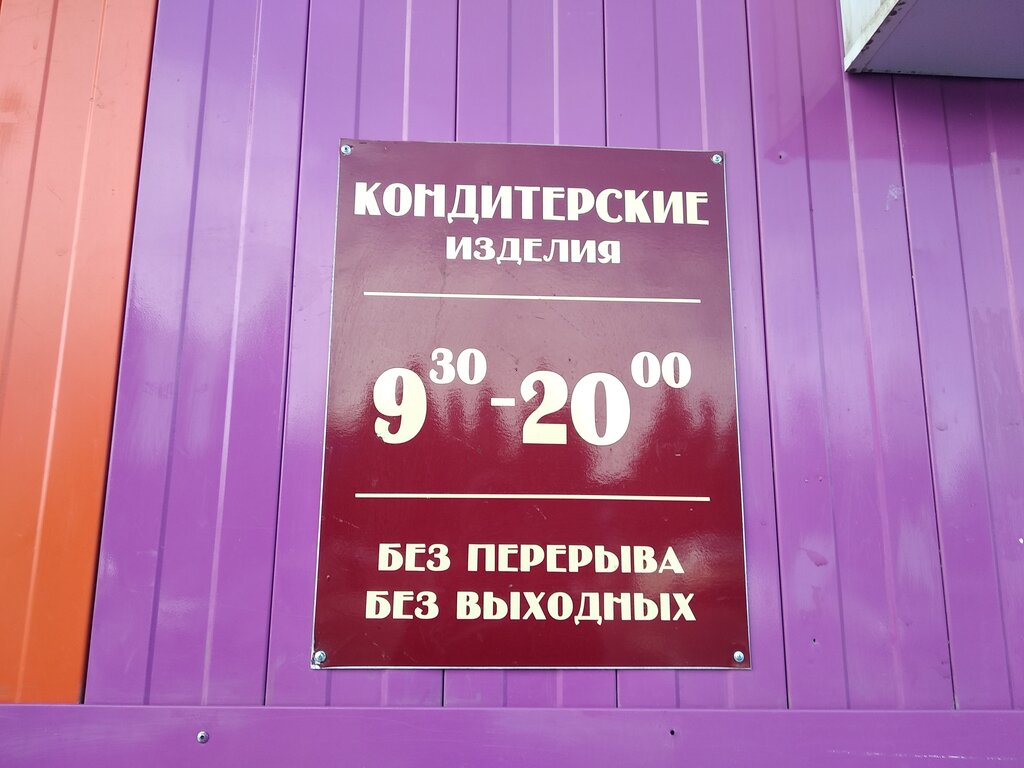 КОНДИТЕРСКИЕ
ИЗДЕЛИЯ
9³⁰-20⁰⁰
БЕЗ ПЕРЕРЫВА
БЕЗ ВЫХОДНЫХ